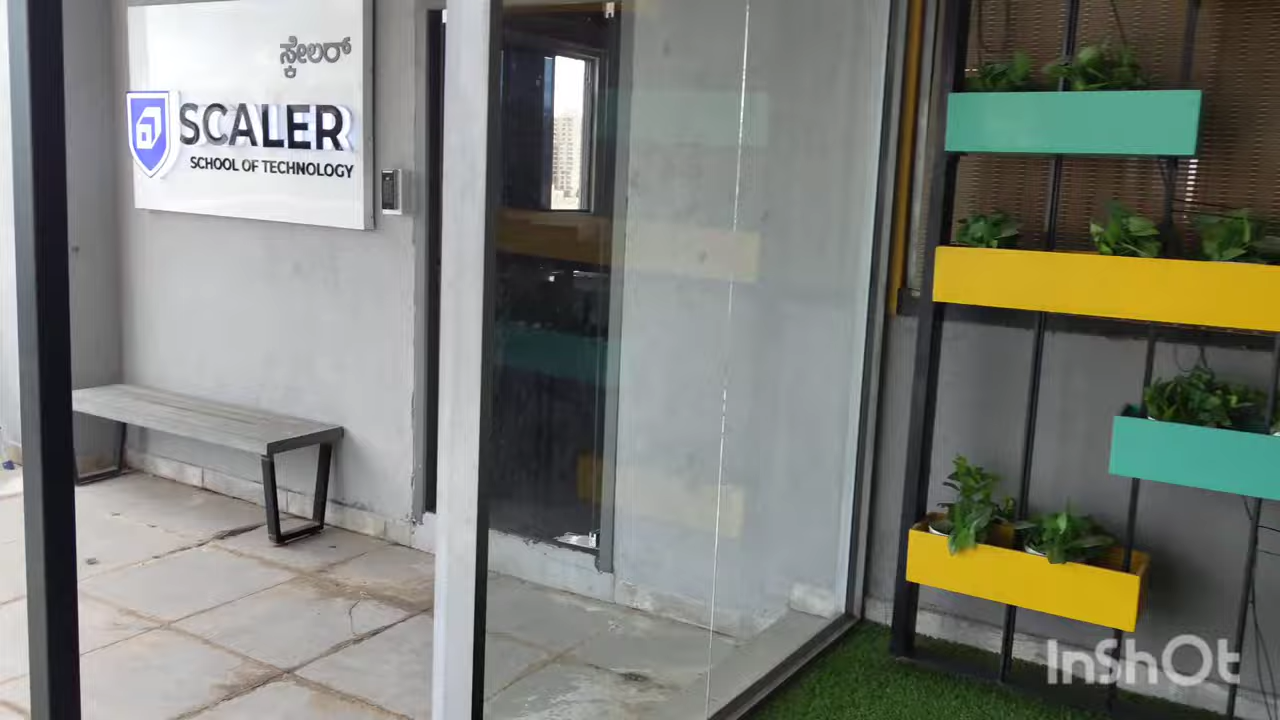 ಸ್ಕೇಲರ್
SCALER
SCHOOL OF TECHNOLOGY
InShOt